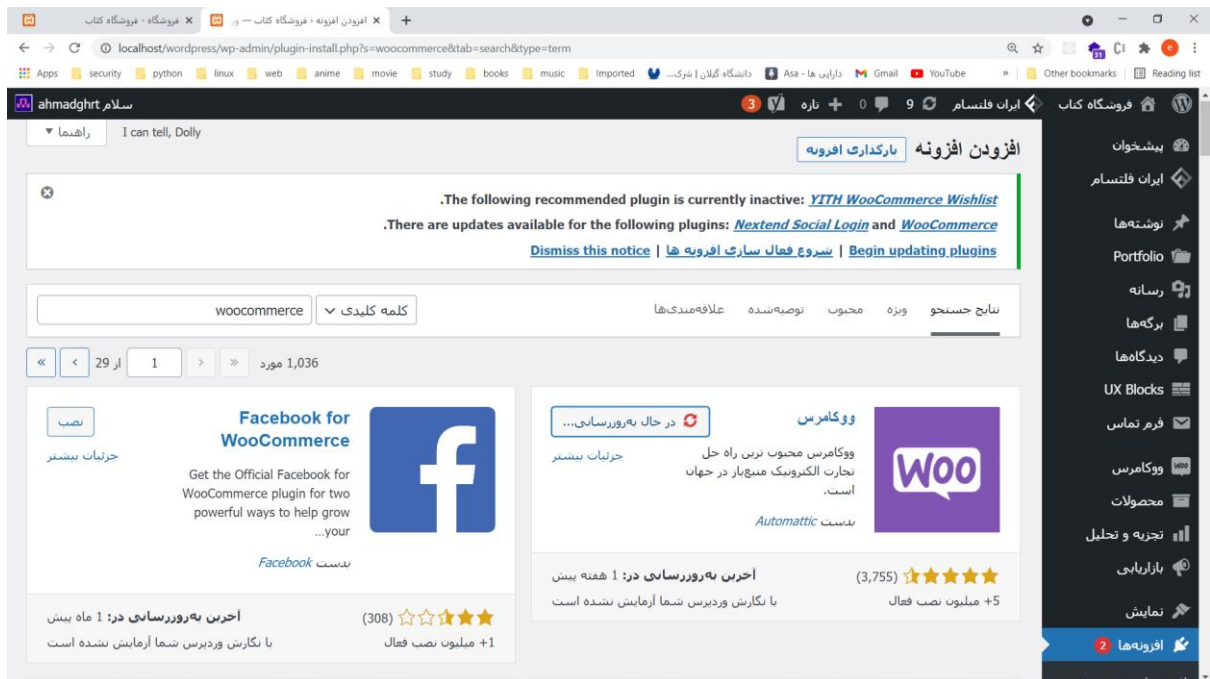 افزودن افزونه ‹ فروشگاه کتاب — و
فروشگاه - فروشگاه کتاب
localhost/wordpress/wp-admin/plugin-install.php?s=woocommerce&tab=search&type=term
Apps security python linux web anime movie study books music Imported دانشگاه گیلان | شرک... Asa - دارایی ها Gmail YouTube » Other bookmarks Reading list
فروشگاه کتاب ایران فلتسام 9 0 تازه 3 سلام ahmadghrt
راهنما
I can tell, Dolly
افزودن افزونه
بارگذاری افزونه
The following recommended plugin is currently inactive: YITH WooCommerce Wishlist.
There are updates available for the following plugins: Nextend Social Login and WooCommerce.
Begin updating plugins | شروع فعال سازی افزونه ها | Dismiss this notice
نتایج جستجو ویژه محبوب توصیه‌شده علاقه‌مندی‌ها
کلمه کلیدی
woocommerce
1,036 مورد « ‹ 1 از 29 › »
ووکامرس
در حال به‌روزرسانی...
جزئیات بیشتر
ووکامرس محبوب ترین راه حل
تجارت الکترونیک منبع‌باز در جهان
است.
بدست Automattic
(3,755)
5+ میلیون نصب فعال
آخرین به‌روزرسانی در: 1 هفته پیش
با نگارش وردپرس شما آزمایش نشده است
WOO
Facebook for
WooCommerce
نصب
جزئیات بیشتر
Get the Official Facebook for
WooCommerce plugin for two
powerful ways to help grow
your...
بدست Facebook
(308)
1+ میلیون نصب فعال
آخرین به‌روزرسانی در: 1 ماه پیش
با نگارش وردپرس شما آزمایش نشده است
پیشخوان
ایران فلتسام
نوشته‌ها
Portfolio
رسانه
برگه‌ها
دیدگاه‌ها
UX Blocks
فرم تماس
ووکامرس
محصولات
تجزیه و تحلیل
بازاریابی
نمایش
افزونه‌ها 2